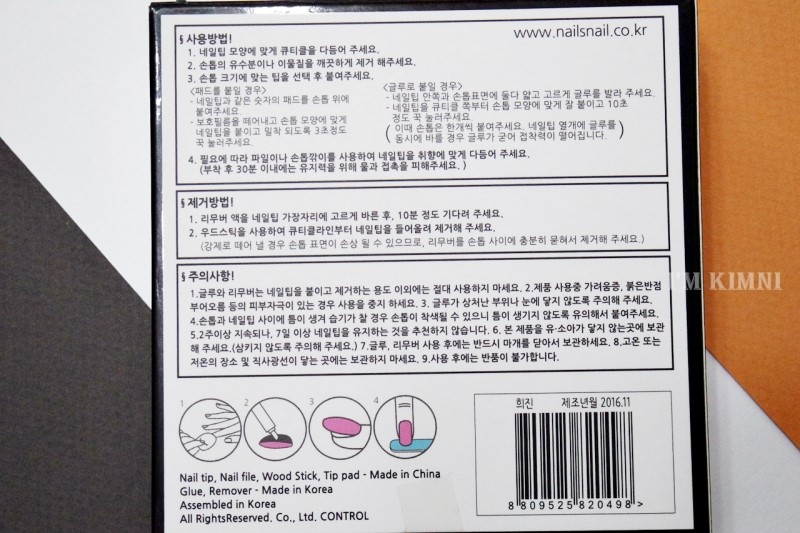 § 사용방법!
www.nailsnail.co.kr
1. 네일팁 모양에 맞게 큐티클을 다듬어 주세요.
2. 손톱의 유수분이나 이물질을 깨끗하게 제거 해주세요.
3. 손톱 크기에 맞는 팁을 선택 후 붙여주세요.
<패드를 붙일 경우>
- 네일팁과 같은 숫자의 패드를 손톱 위에
붙여주세요.
- 보호필름을 떼어내고 손톱 모양에 맞게
네일팁을 붙이고 밀착 되도록 3초정도
꾹 눌러주세요.
<글루로 붙일 경우>
- 네일팁 안쪽과 손톱표면에 둘다 얇고 고르게 글루를 발라 주세요.
- 네일팁을 큐티클 쪽부터 손톱 모양에 맞게 잘 붙이고 10초
정도 꾹 눌러주세요.
(이때 손톱은 한개씩 붙여주세요. 네일팁 열개에 글루를
동시에 바를 경우 글루가 굳어 접착력이 떨어집니다.)
4. 필요에 따라 파일이나 손톱깎이를 사용하여 네일팁을 취향에 맞게 다듬어 주세요.
(부착 후 30분 이내에는 유지력을 위해 물과 접촉을 피해주세요.)
§ 제거방법!
1. 리무버 액을 네일팁 가장자리에 고르게 바른 후, 10분 정도 기다려 주세요.
2. 우드스틱을 사용하여 큐티클라인부터 네일팁을 들어올려 제거해 주세요.
(강제로 떼어 낼 경우 손톱 표면이 손상 될 수 있으므로, 리무버를 손톱 사이에 충분히 묻혀서 제거해 주세요.)
§ 주의사항!
1.글루와 리무버는 네일팁을 붙이고 제거하는 용도 이외에는 절대 사용하지 마세요. 2.제품 사용중 가려움증, 붉은반점
부어오름 등의 피부자극이 있는 경우 사용을 중지 하세요. 3. 글루가 상처난 부위나 눈에 닿지 않도록 주의해 주세요.
4.손톱과 네일팁 사이에 틈이 생겨 습기가 찰 경우 손톱이 착색될 수 있으니 틈이 생기지 않도록 유의해서 붙여주세요.
5.2주이상 지속되나, 7일 이상 네일팁을 유지하는 것을 추천하지 않습니다. 6. 본 제품을 유·소아가 닿지 않는곳에 보관
해 주세요.(삼키지 않도록 주의해 주세요.) 7.글루, 리무버 사용 후에는 반드시 마개를 닫아서 보관하세요. 8.고온 또는
저온의 장소 및 직사광선이 닿는 곳에는 보관하지 마세요. 9.사용 후에는 반품이 불가합니다.
I'M KIMNI
1 2 3 4
Nail tip, Nail file, Wood Stick, Tip pad - Made in China
Glue, Remover - Made in Korea
Assembled in Korea
All RightsReserved. Co., Ltd. CONTROL
희진 제조년월 2016.11
8 809525 820498 >